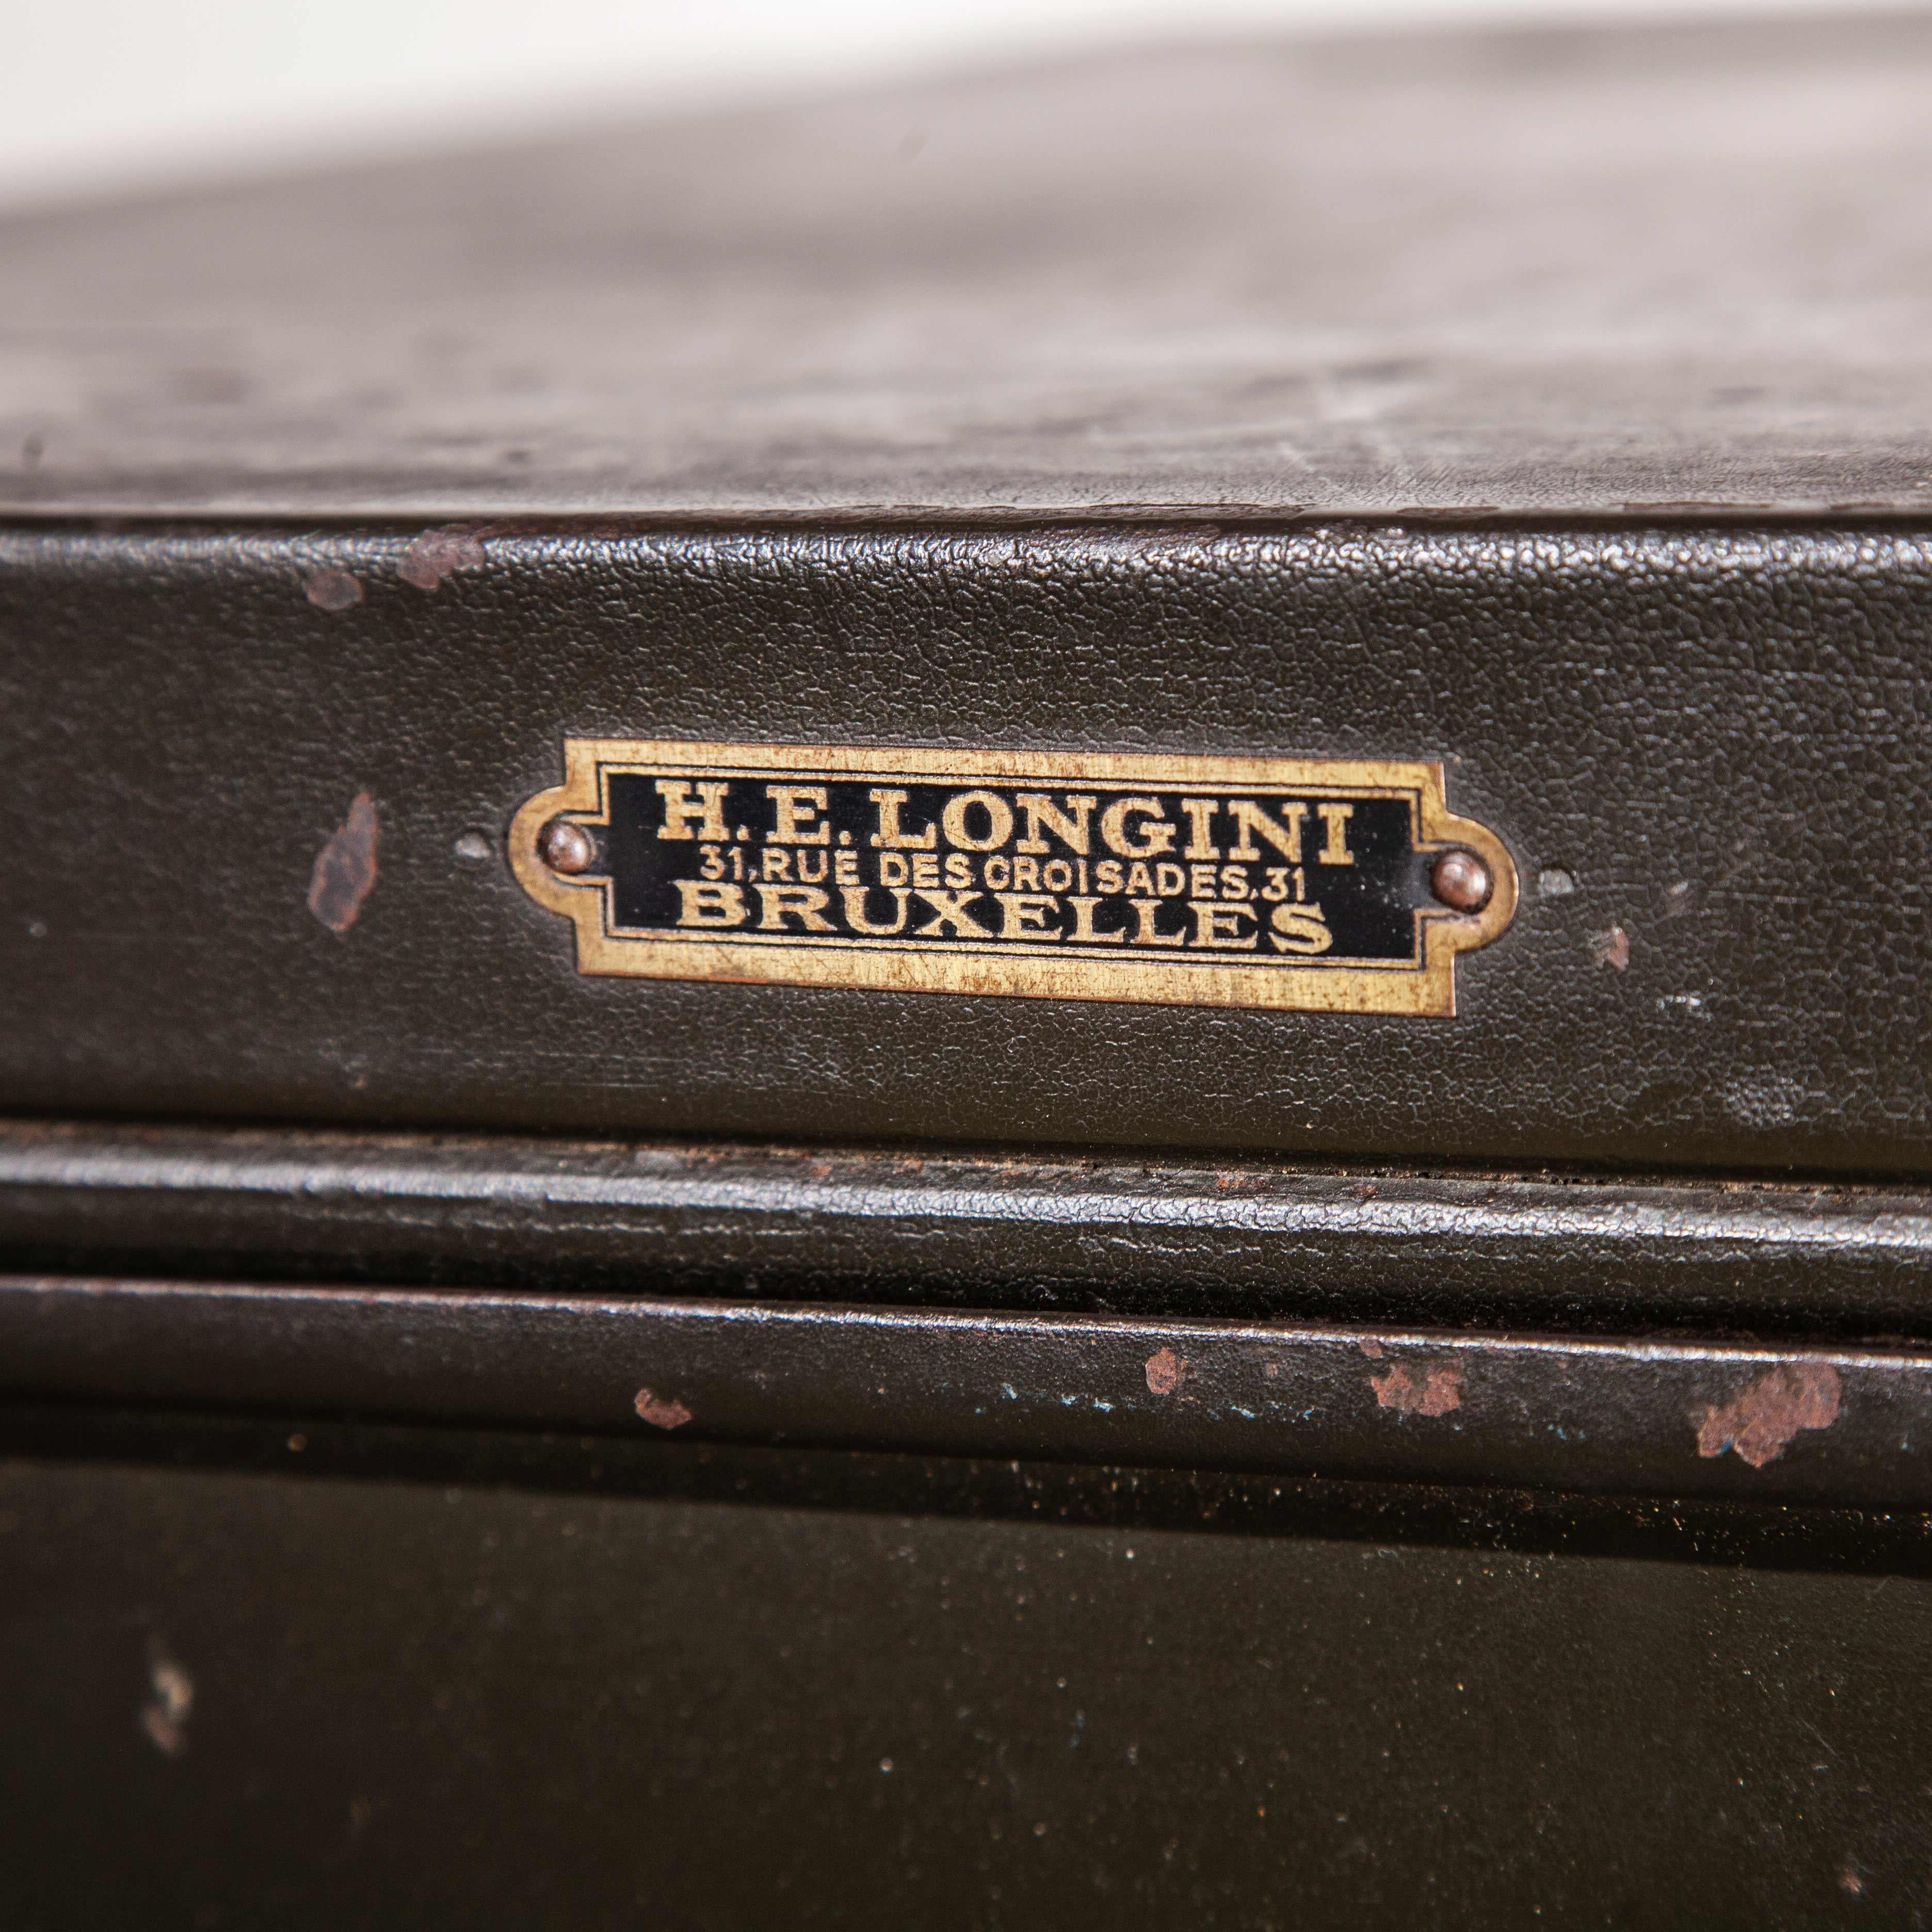 H. E. LONGINI
31, RUE DES CROISADES, 31
BRUXELLES